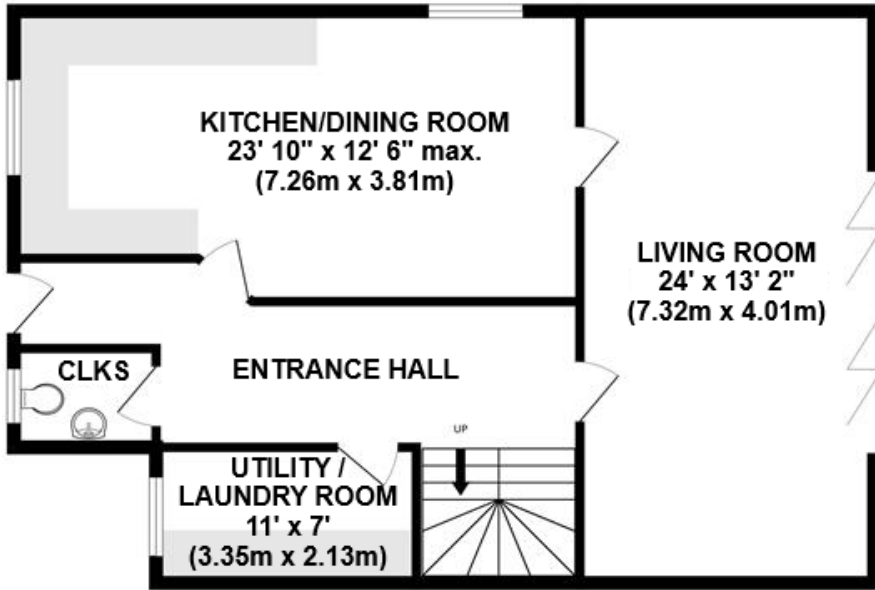 KITCHEN/DINING ROOM
23' 10" x 12' 6" max.
(7.26m x 3.81m)
LIVING ROOM
24' x 13' 2"
(7.32m x 4.01m)
CLKS
ENTRANCE HALL
UP
UTILITY /
LAUNDRY ROOM
11' x 7'
(3.35m x 2.13m)